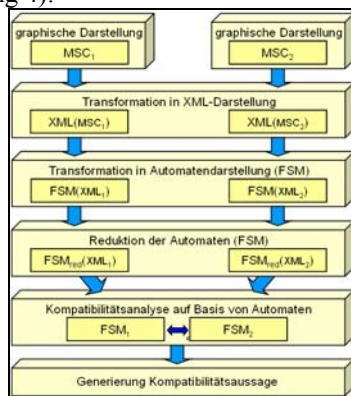 graphische Darstellung graphische Darstellung
MSC1 MSC2
Transformation in XML-Darstellung
XML(MSC1) XML(MSC2)
Transformation in Automatendarstellung (FSM)
FSM(XML1) FSM(XML2)
Reduktion der Automaten (FSM)
FSMred(XML1) FSMred(XML2)
Kompatibilitätsanalyse auf Basis von Automaten
FSM1 FSM2
Generierung Kompatibilitätsaussage